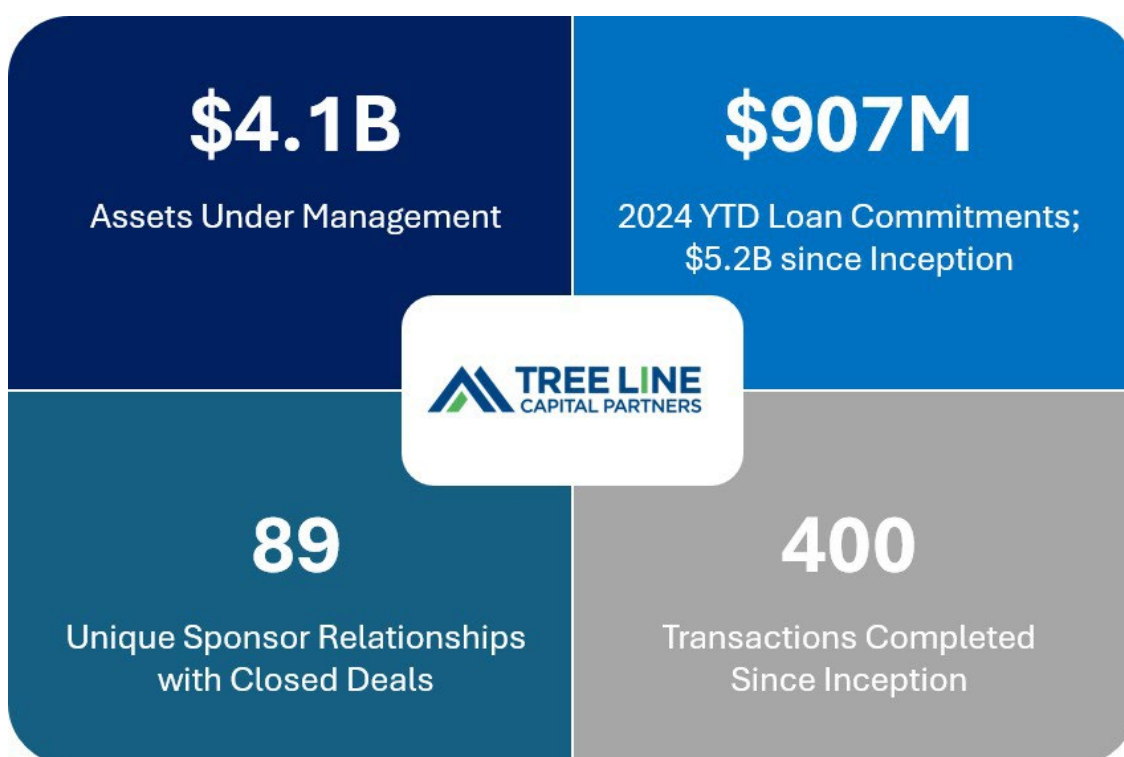 $4.1B
Assets Under Management
$907M
2024 YTD Loan Commitments;
$5.2B since Inception
TREE LINE
CAPITAL PARTNERS
89
Unique Sponsor Relationships
with Closed Deals
400
Transactions Completed
Since Inception